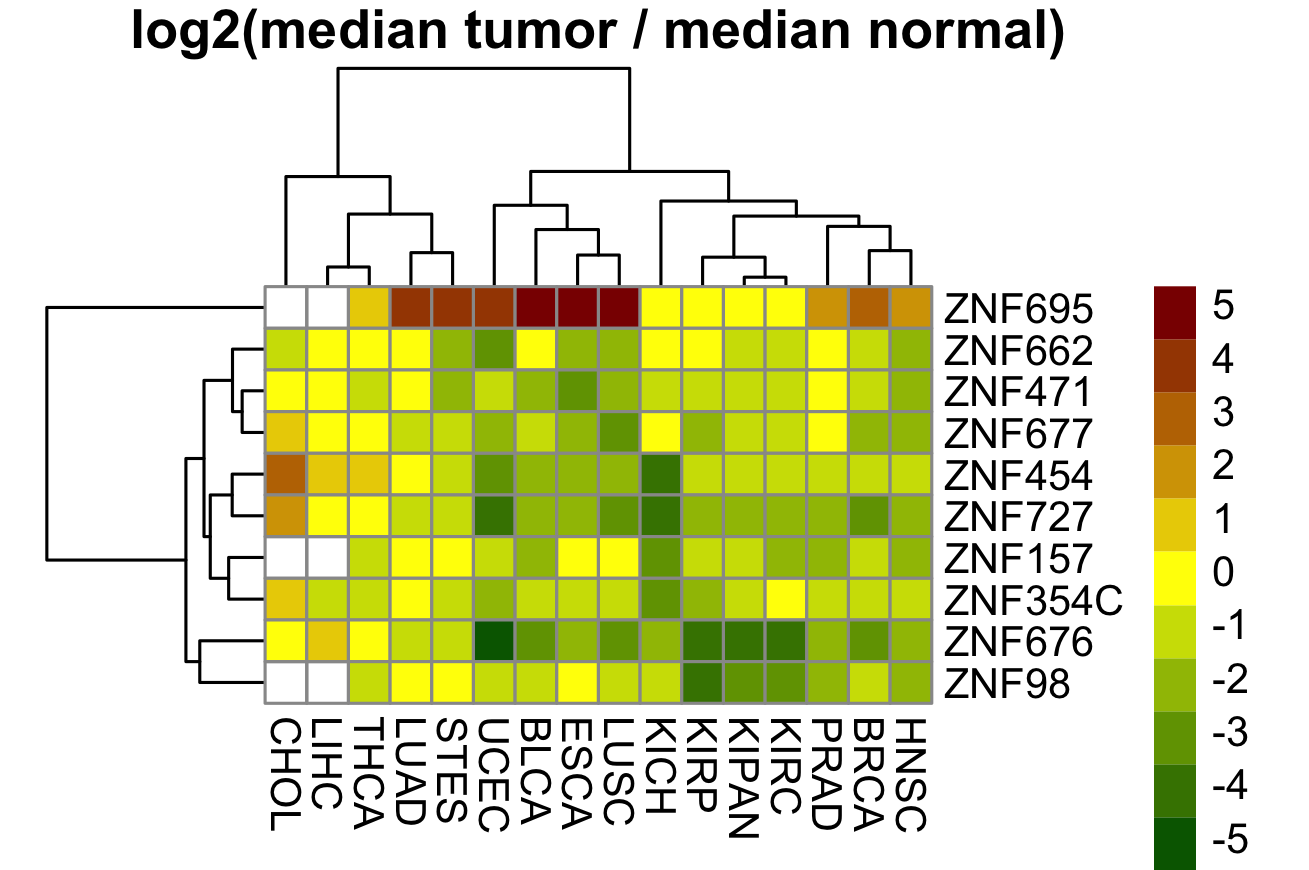 log2(median tumor / median normal)
ZNF695
ZNF662
ZNF471
ZNF677
ZNF454
ZNF727
ZNF157
ZNF354C
ZNF676
ZNF98
CHOL
LIHC
THCA
LUAD
STES
UCEC
BLCA
ESCA
LUSC
KICH
KIRP
KIPAN
KIRC
PRAD
BRCA
HNSC
5
4
3
2
1
0
-1
-2
-3
-4
-5